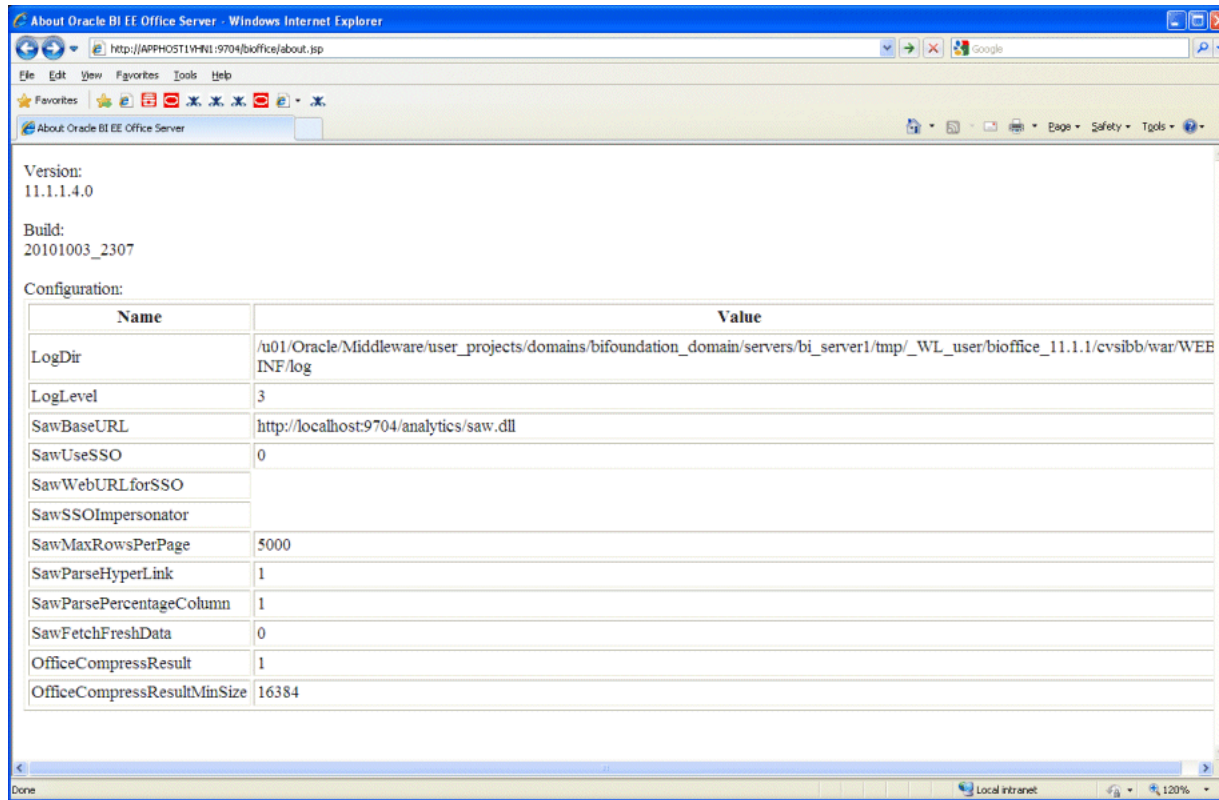 About Oracle BI EE Office Server - Windows Internet Explorer
http://APPHOST1VHN1:9704/bioffice/about.jsp
Google
File Edit View Favorites Tools Help
Favorites
About Oracle BI EE Office Server
Page Safety Tools
Version:
11.1.1.4.0
Build:
20101003_2307
Configuration:
Name Value
LogDir /u01/Oracle/Middleware/user_projects/domains/bifoundation_domain/servers/bi_server1/tmp/_WL_user/bioffice_11.1.1/cvsibb/war/WEB
INF/log
LogLevel 3
SawBaseURL http://localhost:9704/analytics/saw.dll
SawUseSSO 0
SawWebURLforSSO
SawSSOImpersonator
SawMaxRowsPerPage 5000
SawParseHyperLink 1
SawParsePercentageColumn 1
SawFetchFreshData 0
OfficeCompressResult 1
OfficeCompressResultMinSize 16384
Done Local intranet 120%